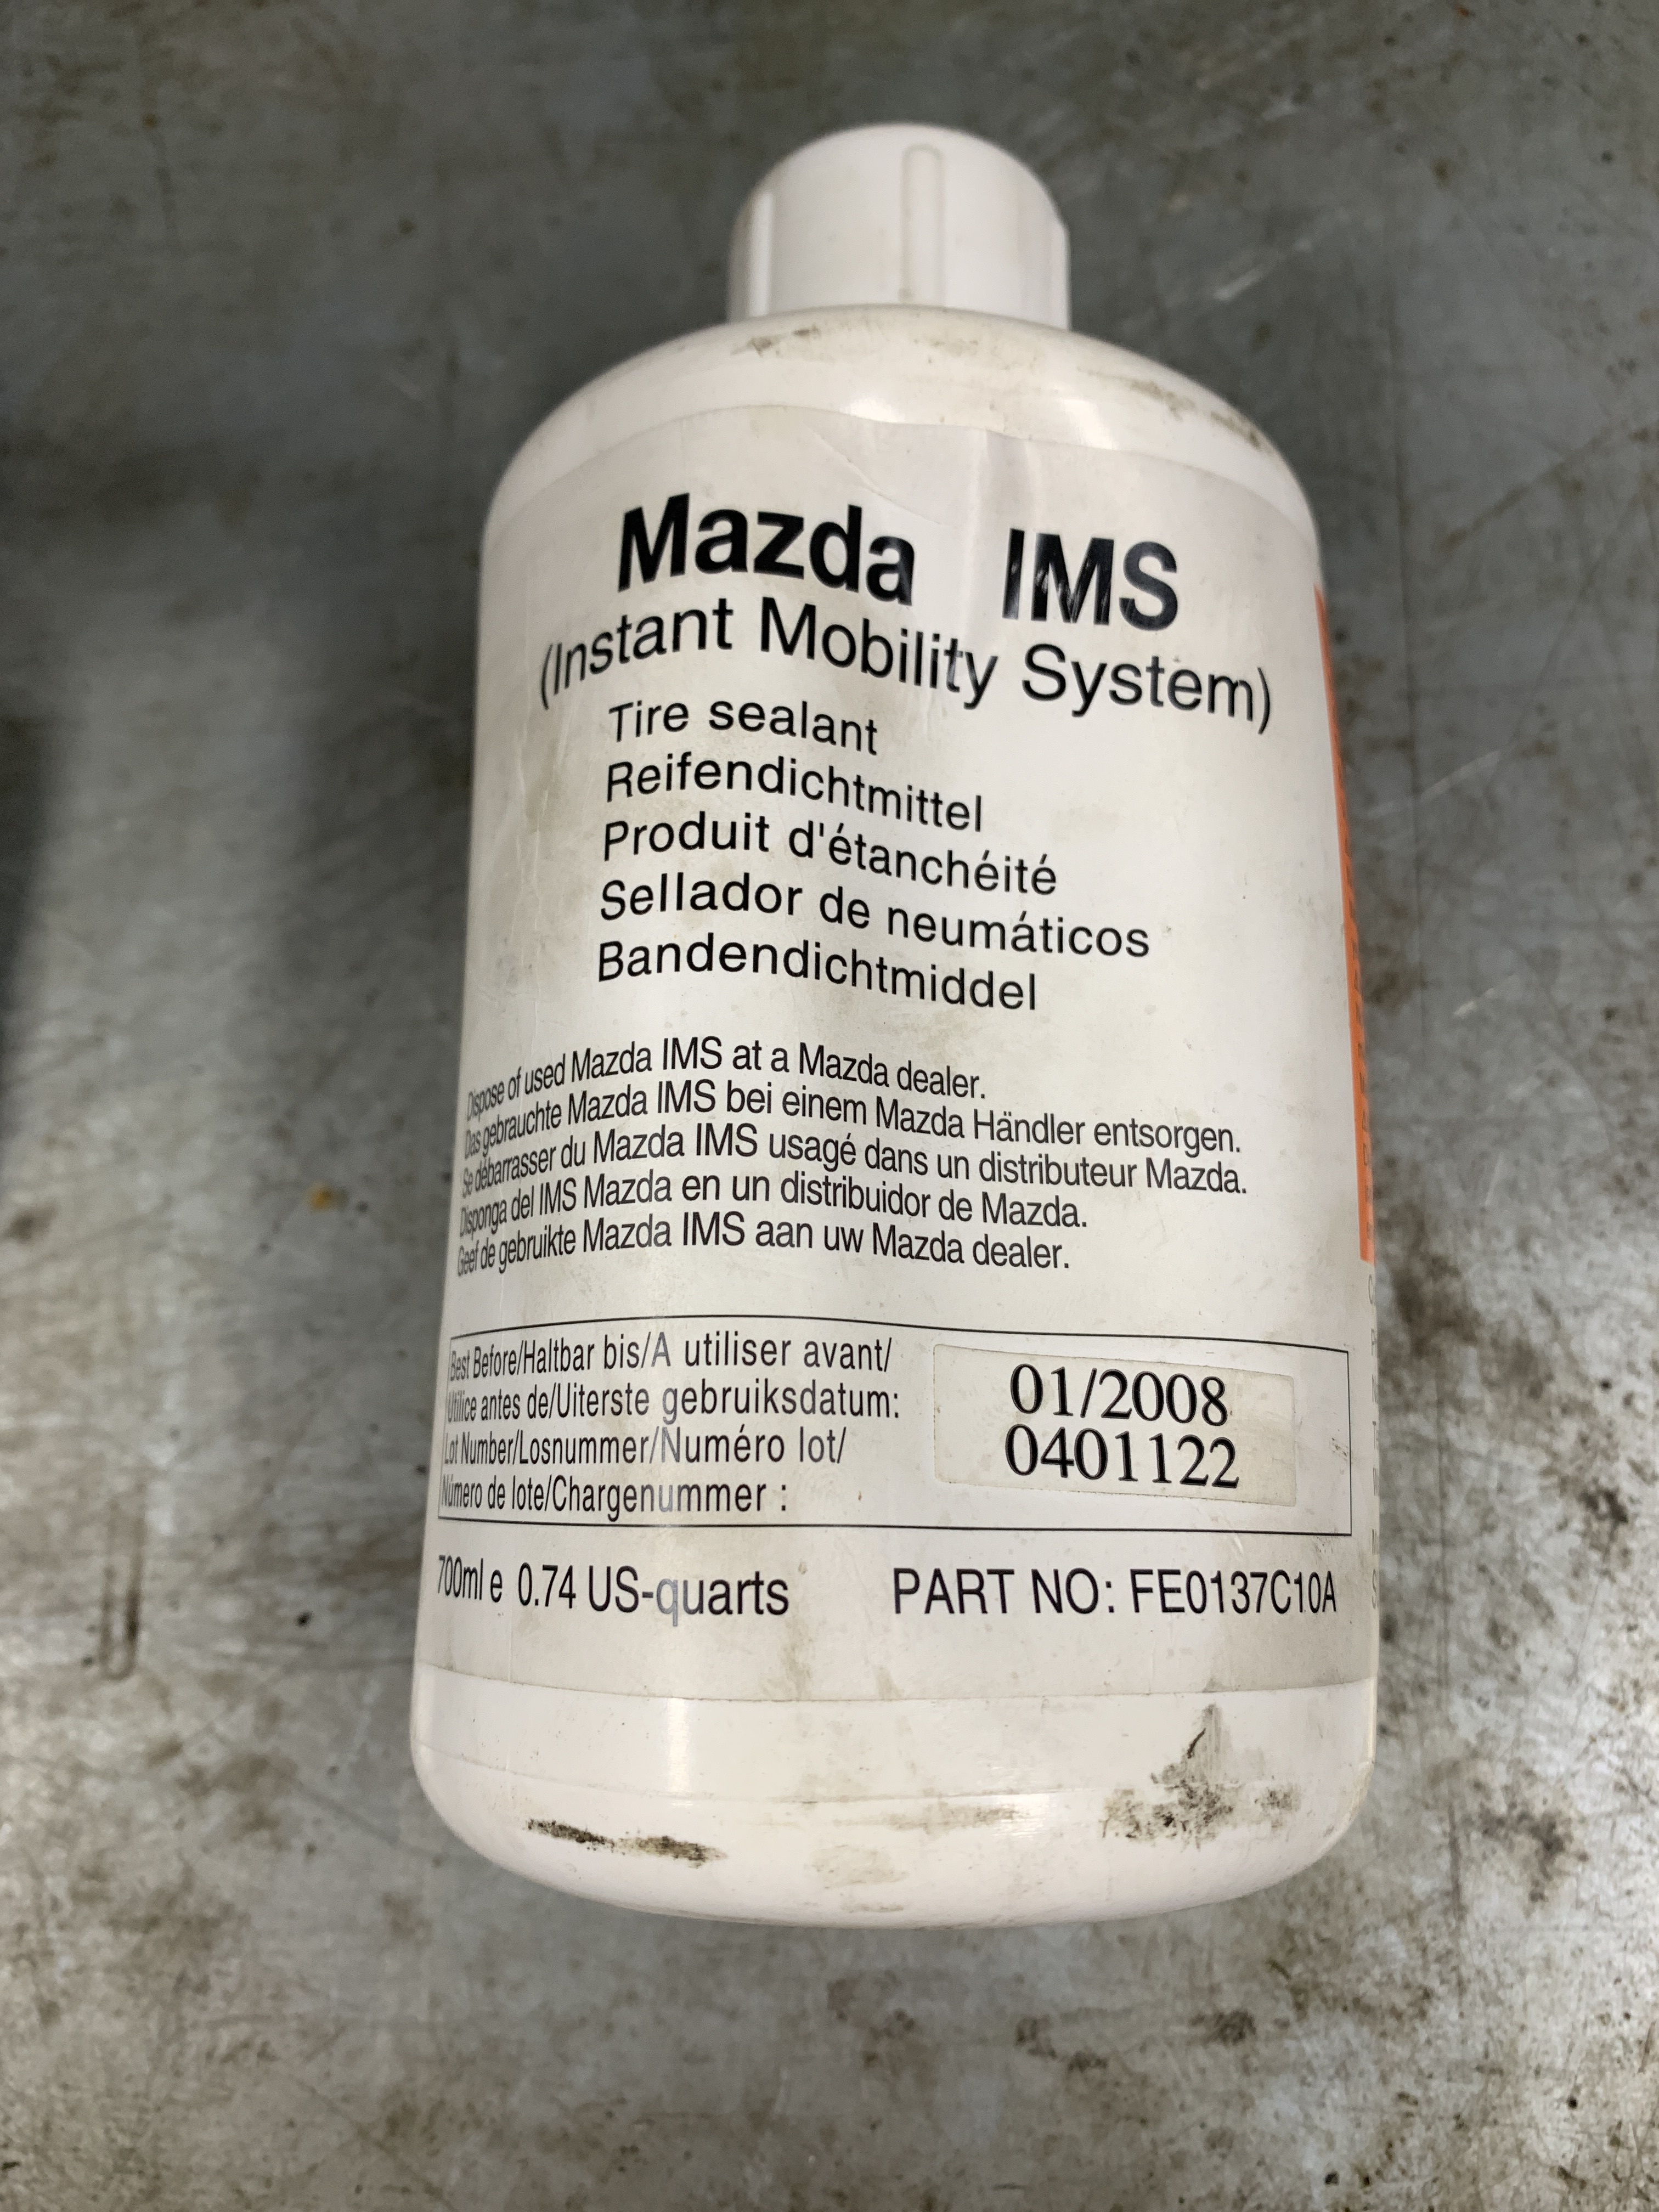 Mazda IMS
(Instant Mobility System)
Tire sealant
Reifendichtmittel
Produit d'étanchéité
Sellador de neumáticos
Bandendichtmiddel
Dispose of used Mazda IMS at a Mazda dealer.
Das gebrauchte Mazda IMS bei einem Mazda Händler entsorgen.
Se débarrasser du Mazda IMS usagé dans un distributeur Mazda.
Disponga del IMS Mazda en un distribuidor de Mazda.
Geef de gebruikte Mazda IMS aan uw Mazda dealer.
Best Before/Haltbar bis/A utiliser avant/
Utilice antes de/Uiterste gebruiksdatum:
01/2008
Lot Number/Losnummer/Numéro lot/
Número de lote/Chargenummer :
0401122
700ml e 0.74 US-quarts PART NO: FE0137C10A